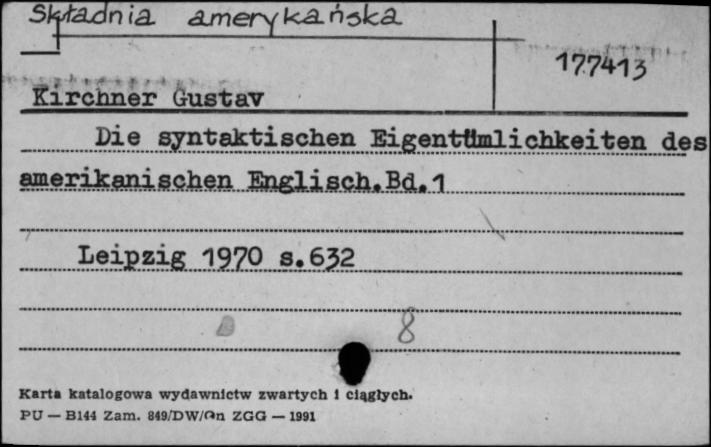 Składnia amerykańska
177413
Kirchner Gustav
Die syntaktischen Eigentümlichkeiten des
amerikanischen Englisch.Bd.1
Leipzig 1970 s.632
8
Karta katalogowa wydawnictw zwartych i ciągłych.
PU — B144 Zam. 849/DW/On ZGG — 1991